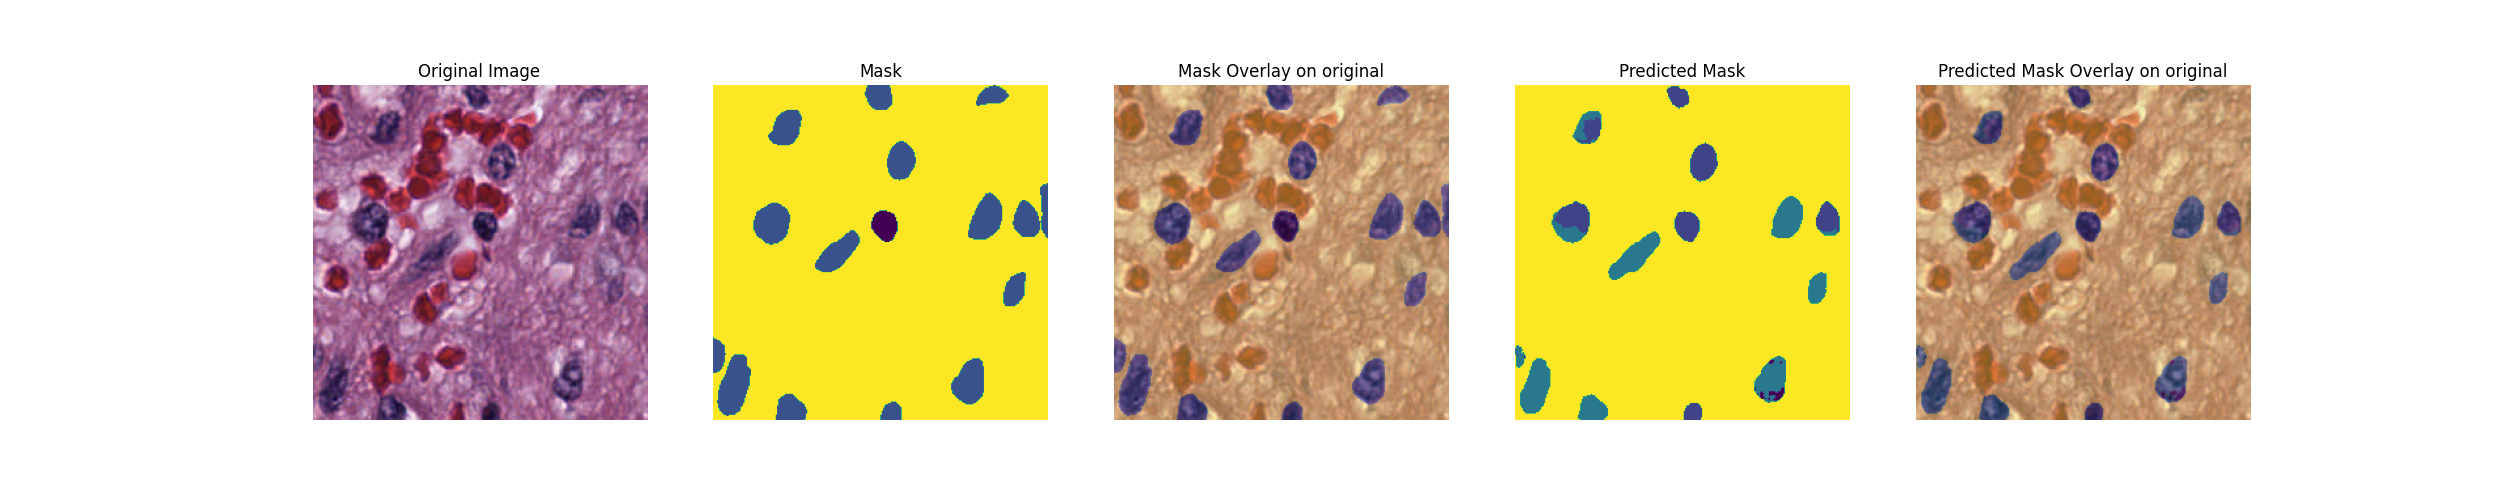 Original Image
Mask
Mask Overlay on original
Predicted Mask
Predicted Mask Overlay on original